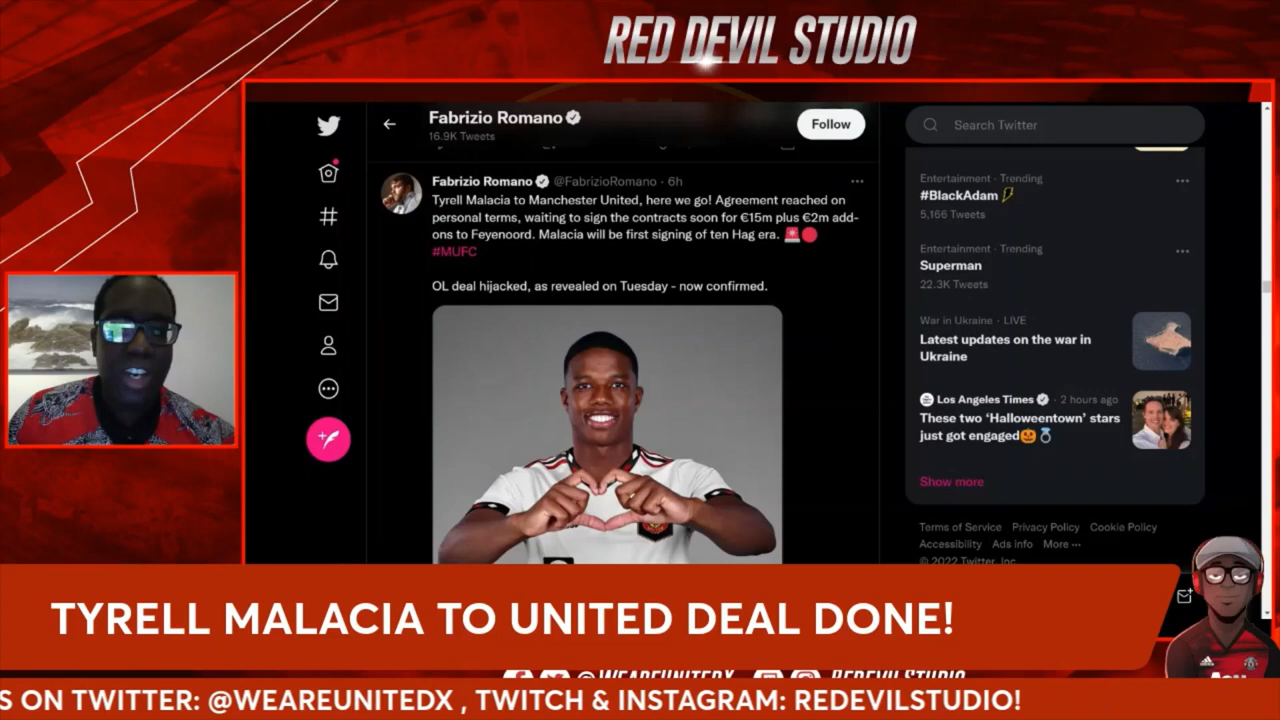 RED DEVIL STUDIO
Fabrizio Romano
16.9K Tweets
Follow
Search Twitter
Fabrizio Romano @FabrizioRomano · 6h
Tyrell Malacia to Manchester United, here we go! Agreement reached on
personal terms, waiting to sign the contracts soon for €15m plus €2m add-
ons to Feyenoord. Malacia will be first signing of ten Hag era. 🚨🔴
#MUFC
OL deal hijacked, as revealed on Tuesday - now confirmed.
Entertainment · Trending
#BlackAdam
5,166 Tweets
Entertainment · Trending
Superman
22.3K Tweets
War in Ukraine · LIVE
Latest updates on the war in
Ukraine
Los Angeles Times · 2 hours ago
These two ‘Halloweentown’ stars
just got engaged🎃💍
Show more
Terms of Service Privacy Policy Cookie Policy
Accessibility Ads info More ···
© 2022 Twitter, Inc.
TYRELL MALACIA TO UNITED DEAL DONE!
@WEAREUNITEDX REDEVILSTUDIO
S ON TWITTER: @WEAREUNITEDX , TWITCH & INSTAGRAM: REDEVILSTUDIO!